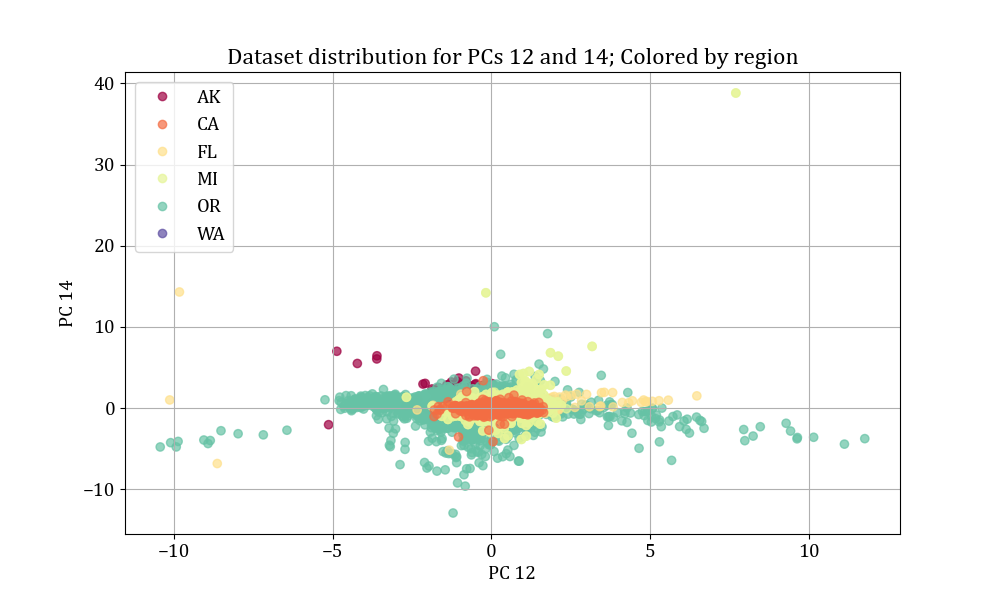 Dataset distribution for PCs 12 and 14; Colored by region
AK
CA
FL
MI
OR
WA
40
30
20
10
0
−10
PC 14
−10
−5
0
5
10
PC 12